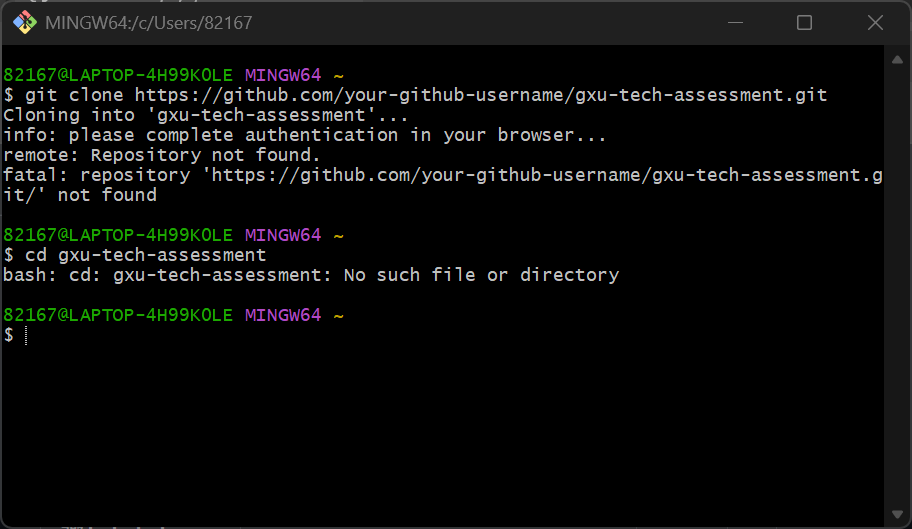 MINGW64:/c/Users/82167
82167@LAPTOP-4H99K0LE MINGW64 ~
$ git clone https://github.com/your-github-username/gxu-tech-assessment.git
Cloning into 'gxu-tech-assessment'...
info: please complete authentication in your browser...
remote: Repository not found.
fatal: repository 'https://github.com/your-github-username/gxu-tech-assessment.g
it/' not found
82167@LAPTOP-4H99K0LE MINGW64 ~
$ cd gxu-tech-assessment
bash: cd: gxu-tech-assessment: No such file or directory
82167@LAPTOP-4H99K0LE MINGW64 ~
$